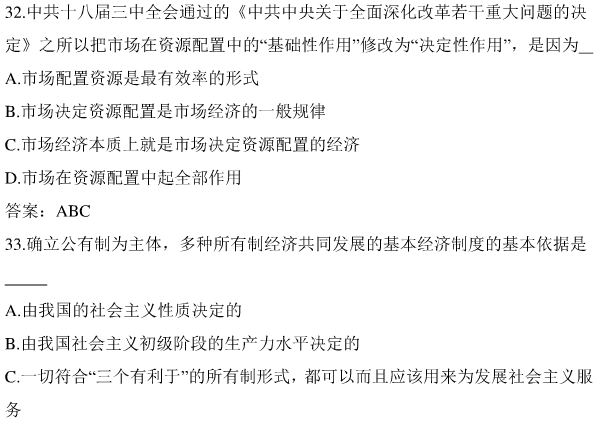 32.中共十八届三中全会通过的《中共中央关于全面深化改革若干重大问题的决
定》之所以把市场在资源配置中的“基础性作用”修改为“决定性作用”，是因为__
A.市场配置资源是最有效率的形式
B.市场决定资源配置是市场经济的一般规律
C.市场经济本质上就是市场决定资源配置的经济
D.市场在资源配置中起全部作用
答案：ABC
33.确立公有制为主体，多种所有制经济共同发展的基本经济制度的基本依据是
_____
A.由我国的社会主义性质决定的
B.由我国社会主义初级阶段的生产力水平决定的
C.一切符合“三个有利于”的所有制形式，都可以而且应该用来为发展社会主义服
务